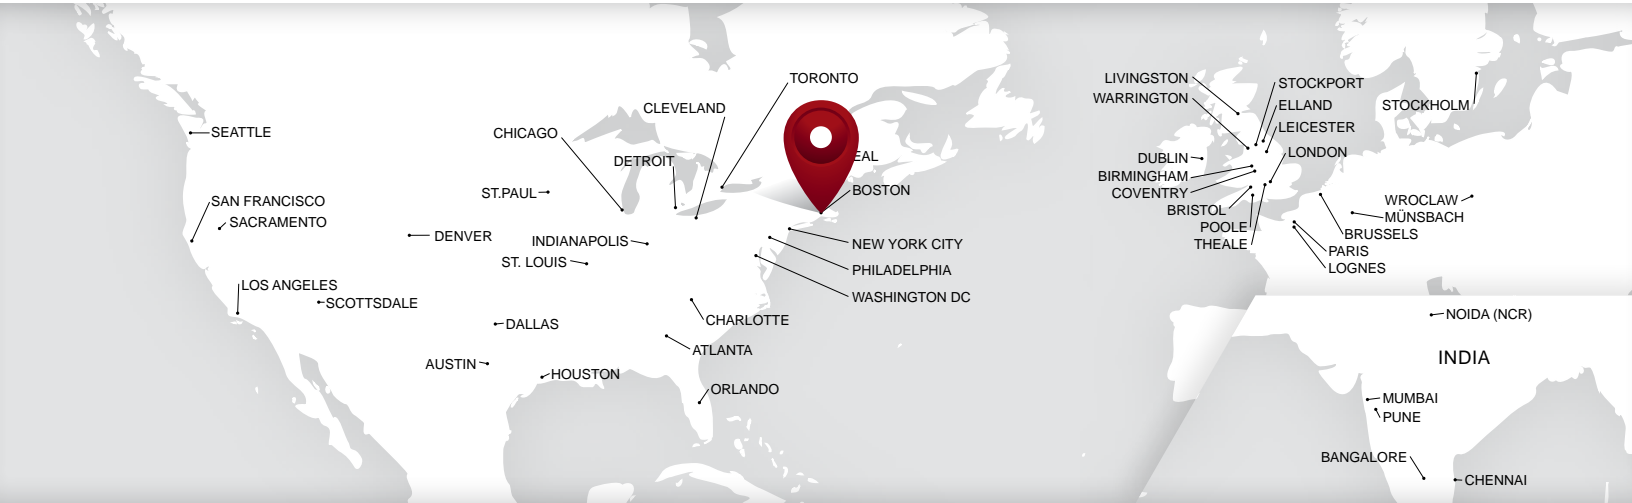 TORONTO
CLEVELAND
CHICAGO
SEATTLE
DETROIT
EAL
ST.PAUL
BOSTON
SAN FRANCISCO
SACRAMENTO
DENVER
INDIANAPOLIS
NEW YORK CITY
ST. LOUIS
PHILADELPHIA
LOS ANGELES
SCOTTSDALE
WASHINGTON DC
DALLAS
CHARLOTTE
ATLANTA
AUSTIN
HOUSTON
ORLANDO
LIVINGSTON
STOCKPORT
WARRINGTON
ELLAND
STOCKHOLM
LEICESTER
DUBLIN
LONDON
BIRMINGHAM
COVENTRY
BRISTOL
WROCLAW
MÜNSBACH
POOLE
BRUSSELS
THEALE
PARIS
LOGNES
NOIDA (NCR)
INDIA
MUMBAI
PUNE
BANGALORE
CHENNAI